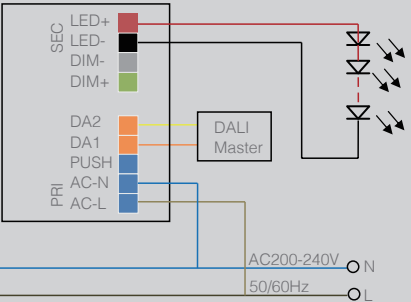 SEC
LED+
LED-
DIM-
DIM+
DA2
DA1
PUSH
PRI
AC-N
AC-L
DALI
Master
AC200-240V
N
50/60Hz
L